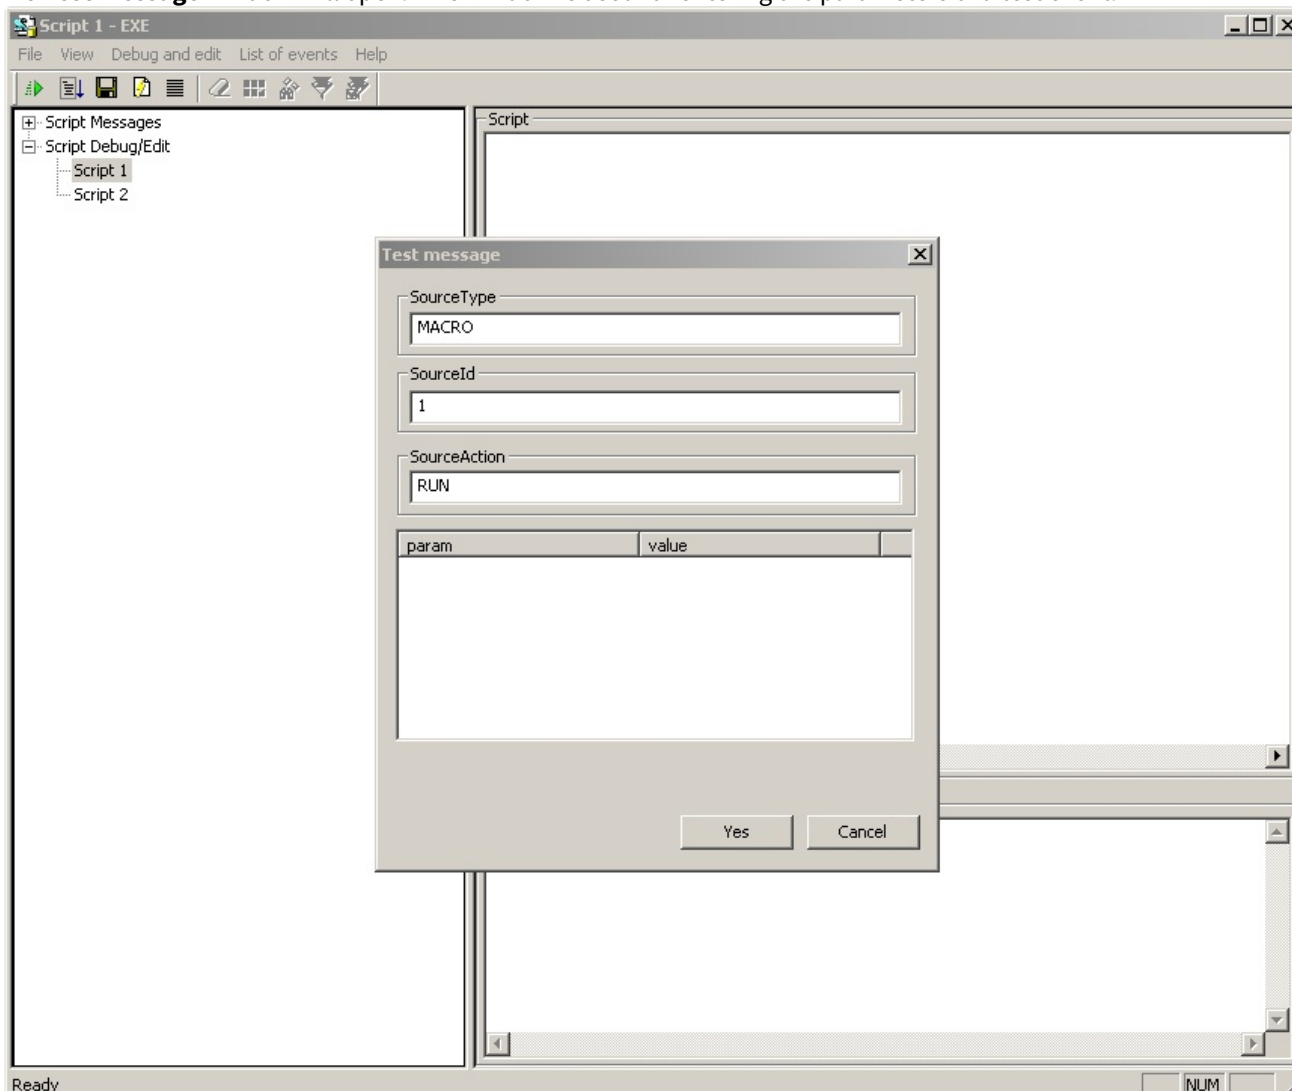 Script 1 - EXE
File View Debug and edit List of events Help
Script Messages
Script Debug/Edit
Script 1
Script 2
Script
Test message
SourceType
MACRO
SourceId
1
SourceAction
RUN
param value
Yes Cancel
Ready NUM